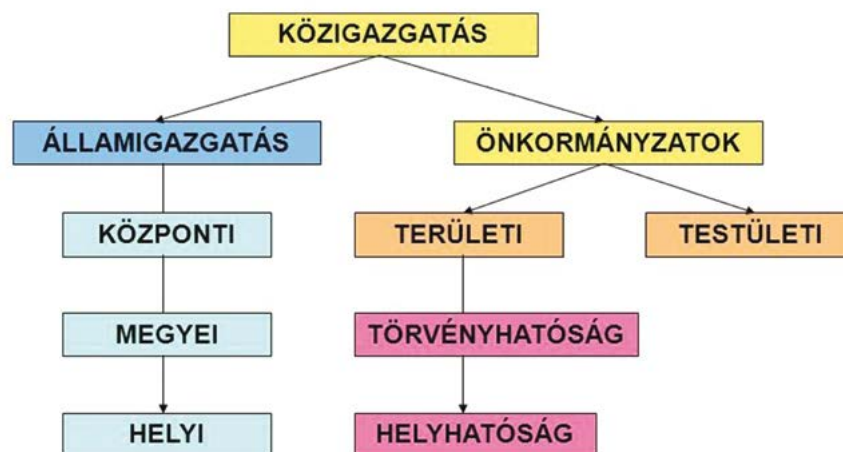 KÖZIGAZGATÁS
ÁLLAMIGAZGATÁS
ÖNKORMÁNYZATOK
KÖZPONTI
TERÜLETI
TESTÜLETI
MEGYEI
TÖRVÉNYHATÓSÁG
HELYI
HELYHATÓSÁG